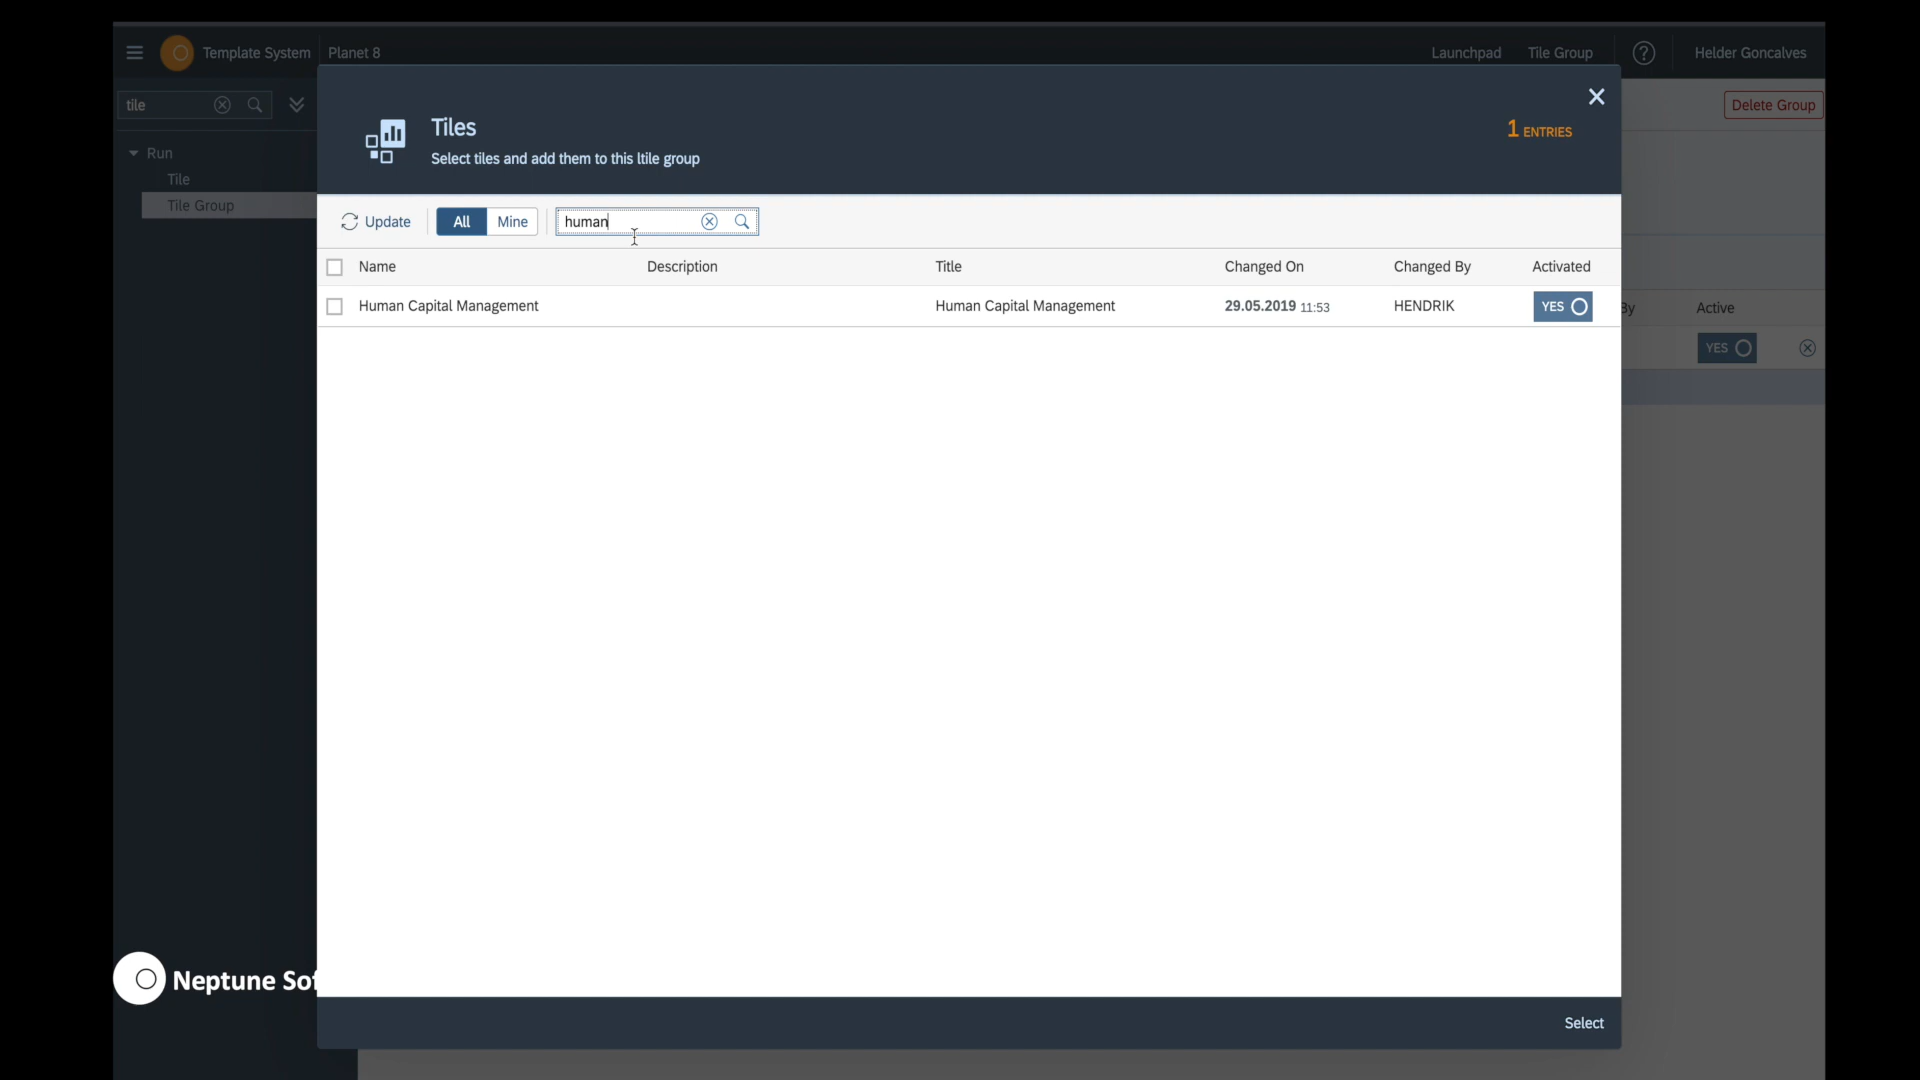 Template System Planet 8 Launchpad Tile Group ? Helder Goncalves
tile
Delete Group
Run
Tile
Tile Group
Tiles
Select tiles and add them to this ltile group
1 ENTRIES
Update All Mine human
Name Description Title Changed On Changed By Activated
Human Capital Management Human Capital Management 29.05.2019 11:53 HENDRIK YES
By Active
YES
Neptune Sof
Select